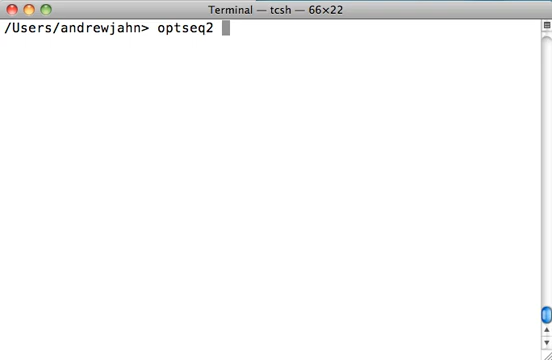 Terminal — tcsh — 66×22
/Users/andrewjahn> optseq2